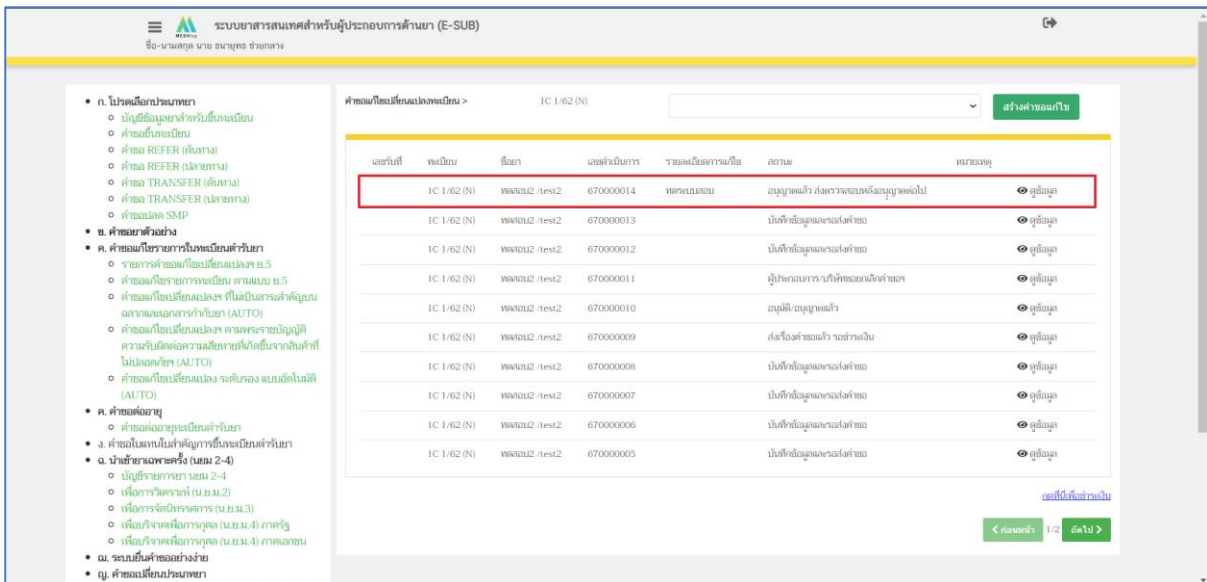 ระบบยาสารสนเทศสำหรับผู้ประกอบการด้านยา (E-SUB)
ชื่อ-นามสกุล นาย ธนายุทธ ช่วยกลาง
ก. โปรดเลือกประเภทยา
บัญชีข้อมูลยาสำหรับขึ้นทะเบียน
คำขอขึ้นทะเบียน
คำขอ REFER (ต้นทาง)
คำขอ REFER (ปลายทาง)
คำขอ TRANSFER (ต้นทาง)
คำขอ TRANSFER (ปลายทาง)
คำขอปลด SMP
ข. คำขอยาตัวอย่าง
ค. คำขอแก้ไขรายการในทะเบียนตำรับยา
รายการคำขอแก้ไขเปลี่ยนแปลงฯ ย.5
คำขอแก้ไขรายการทะเบียน ตามแบบ ย.5
คำขอแก้ไขเปลี่ยนแปลงฯ ที่ไม่เป็นสาระสำคัญบน
ฉลากและเอกสารกำกับยา (AUTO)
คำขอแก้ไขเปลี่ยนแปลงฯ ตามพระราชบัญญัติ
ความรับผิดต่อความเสียหายที่เกิดขึ้นจากสินค้าที่
ไม่ปลอดภัยฯ (AUTO)
คำขอแก้ไขเปลี่ยนแปลง ระดับรอง แบบอัตโนมัติ
(AUTO)
ค. คำขอต่ออายุ
คำขอต่ออายุทะเบียนตำรับยา
ง. คำขอใบแทนใบสำคัญการขึ้นทะเบียนตำรับยา
ฉ. นำเข้ายาเฉพาะครั้ง (นยม 2-4)
บัญชีรายการยา นยม 2-4
เพื่อการวิเคราะห์ (น.ย.ม.2)
เพื่อการจัดนิทรรศการ (น.ย.ม.3)
เพื่อบริจาคเพื่อการกุศล (น.ย.ม.4) ภาครัฐ
เพื่อบริจาคเพื่อการกุศล (น.ย.ม.4) ภาคเอกชน
ฌ. ระบบยื่นคำขออย่างง่าย
ญ. คำขอเปลี่ยนประเภทยา
คำขอแก้ไขเปลี่ยนแปลงทะเบียน > 1C 1/62 (N) สร้างคำขอแก้ไข
เลขรับที่ ทะเบียน ชื่อยา เลขดำเนินการ รายละเอียดการแก้ไข สถานะ หมายเหตุ
1C 1/62 (N) ทดสอบ2 /test2 670000014 ทดระบบสอบ อนุญาตแล้ว ส่งตรวจสอบหลังอนุญาตต่อไป ดูข้อมูล
1C 1/62 (N) ทดสอบ2 /test2 670000013 บันทึกข้อมูลและรอส่งคำขอ ดูข้อมูล
1C 1/62 (N) ทดสอบ2 /test2 670000012 บันทึกข้อมูลและรอส่งคำขอ ดูข้อมูล
1C 1/62 (N) ทดสอบ2 /test2 670000011 ผู้ประกอบการ/บริษัทขอยกเลิกคำขอฯ ดูข้อมูล
1C 1/62 (N) ทดสอบ2 /test2 670000010 อนุมัติ/อนุญาตแล้ว ดูข้อมูล
1C 1/62 (N) ทดสอบ2 /test2 670000009 ส่งเรื่องคำขอแล้ว รอชำระเงิน ดูข้อมูล
1C 1/62 (N) ทดสอบ2 /test2 670000008 บันทึกข้อมูลและรอส่งคำขอ ดูข้อมูล
1C 1/62 (N) ทดสอบ2 /test2 670000007 บันทึกข้อมูลและรอส่งคำขอ ดูข้อมูล
1C 1/62 (N) ทดสอบ2 /test2 670000006 บันทึกข้อมูลและรอส่งคำขอ ดูข้อมูล
1C 1/62 (N) ทดสอบ2 /test2 670000005 บันทึกข้อมูลและรอส่งคำขอ ดูข้อมูล
กดที่นี่เพื่อชำระเงิน
< ก่อนหน้า 1/2 ถัดไป >